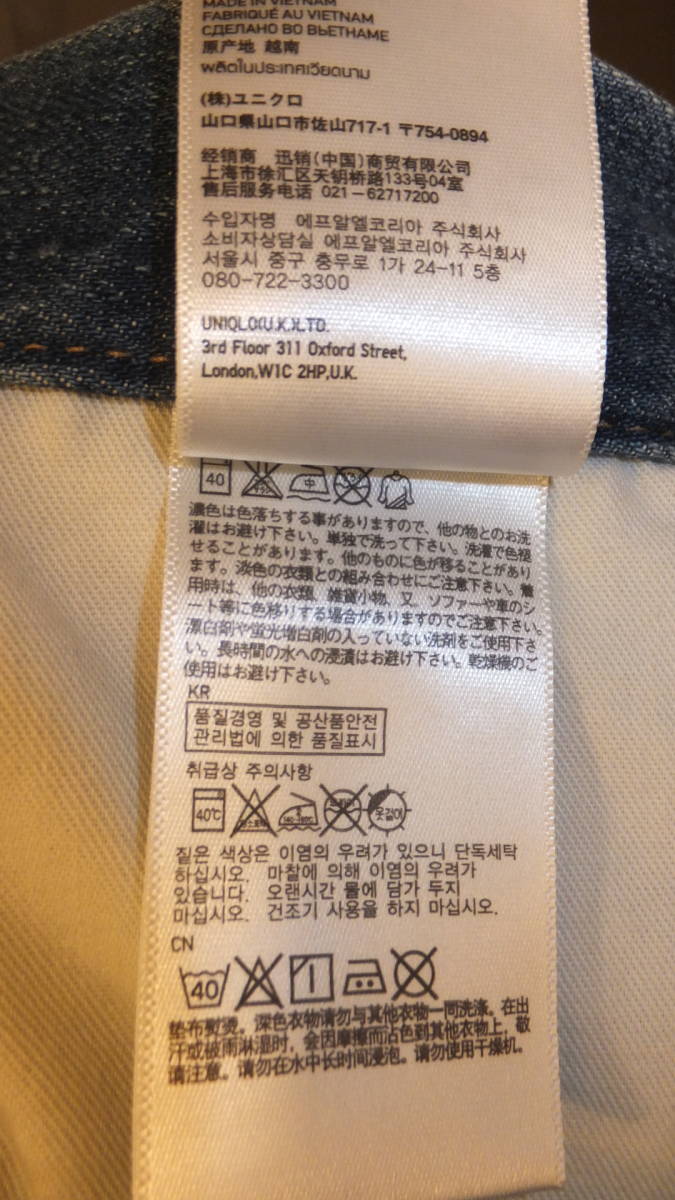 MADE IN VIETNAM
FABRIQUÉ AU VIETNAM
СДЕЛАНО ВО ВЬЕТНАМЕ
原产地 越南
ผลิตในประเทศเวียดนาม
(株)ユニクロ
山口県山口市佐山717-1 〒754-0894
经销商 迅销(中国)商贸有限公司
上海市徐汇区天钥桥路133号04室
售后服务电话 021-62717200
수입자명 에프알엘코리아 주식회사
소비자상담실 에프알엘코리아 주식회사
서울시 중구 충무로 1가 24-11 5층
080-722-3300
UNIQLO(U.K.)LTD.
3rd Floor 311 Oxford Street,
London,W1C 2HP,U.K.
40 中
濃色は色落ちする事がありますので、他の物とのお洗
濯はお避け下さい。単独で洗って下さい。洗濯で色褪
せることがあります。他のものに色が移ることがあり
ます。淡色の衣類との組み合わせにご注意下さい。着
用時は、他の衣類、雑貨小物、又、ソファーや車のシ
ート等に色移りする場合がありますのでご注意下さい。
漂白剤や蛍光増白剤の入っていない洗剤をご使用下さ
い。長時間の水への浸漬はお避け下さい。乾燥機のご
使用はお避け下さい。
KR
품질경영 및 공산품안전
관리법에 의한 품질표시
취급상 주의사항
40℃ 옷걸이
짙은 색상은 이염의 우려가 있으니 단독세탁
하십시오. 마찰에 의해 이염의 우려가
있습니다. 오랜시간 물에 담가 두지
마십시오. 건조기 사용을 하지 마십시오.
CN
40
垫布熨烫。深色衣物请勿与其他衣物一同洗涤。在出
汗或被雨淋湿时，会因摩擦而沾色到其他衣物上，敬
请注意。请勿在水中长时间浸泡。请勿使用干燥机。